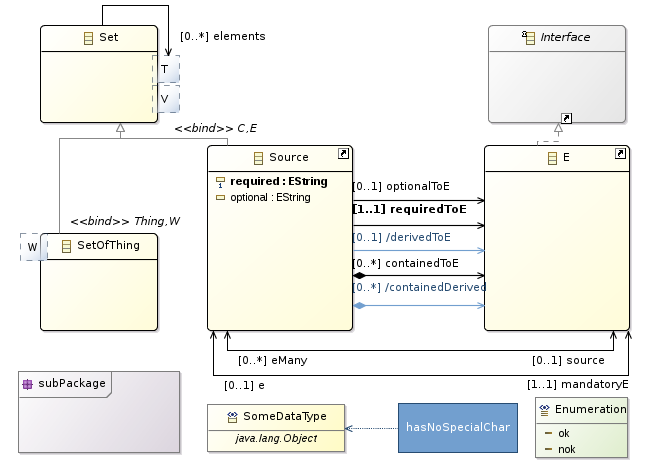 Set
[0..*] elements
T
V
Interface
<<bind>> C,E
Source
required : EString
optional : EString
E
[0..1] optionalToE
[1..1] requiredToE
[0..1] /derivedToE
[0..*] containedToE
[0..*] /containedDerived
<<bind>> Thing,W
W
SetOfThing
[0..*] eMany
[0..1] source
[0..1] e
[1..1] mandatoryE
subPackage
SomeDataType
java.lang.Object
hasNoSpecialChar
Enumeration
ok
nok